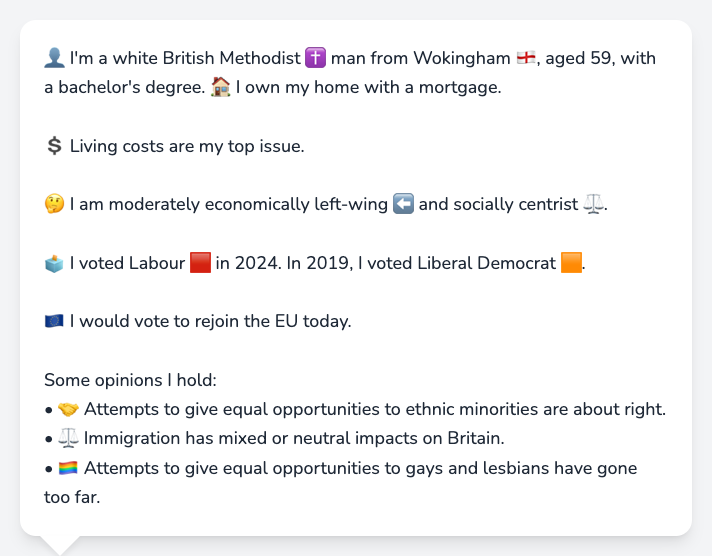 👤 I'm a white British Methodist ✝️ man from Wokingham 🏴󠁧󠁢󠁥󠁮󠁧󠁿, aged 59, with
a bachelor's degree. 🏠 I own my home with a mortgage.
💲 Living costs are my top issue.
🤔 I am moderately economically left-wing ⬅️ and socially centrist ⚖️.
🗳️ I voted Labour 🟥 in 2024. In 2019, I voted Liberal Democrat 🟧.
🇪🇺 I would vote to rejoin the EU today.
Some opinions I hold:
• 🤝 Attempts to give equal opportunities to ethnic minorities are about right.
• ⚖️ Immigration has mixed or neutral impacts on Britain.
• 🏳️‍🌈 Attempts to give equal opportunities to gays and lesbians have gone
too far.